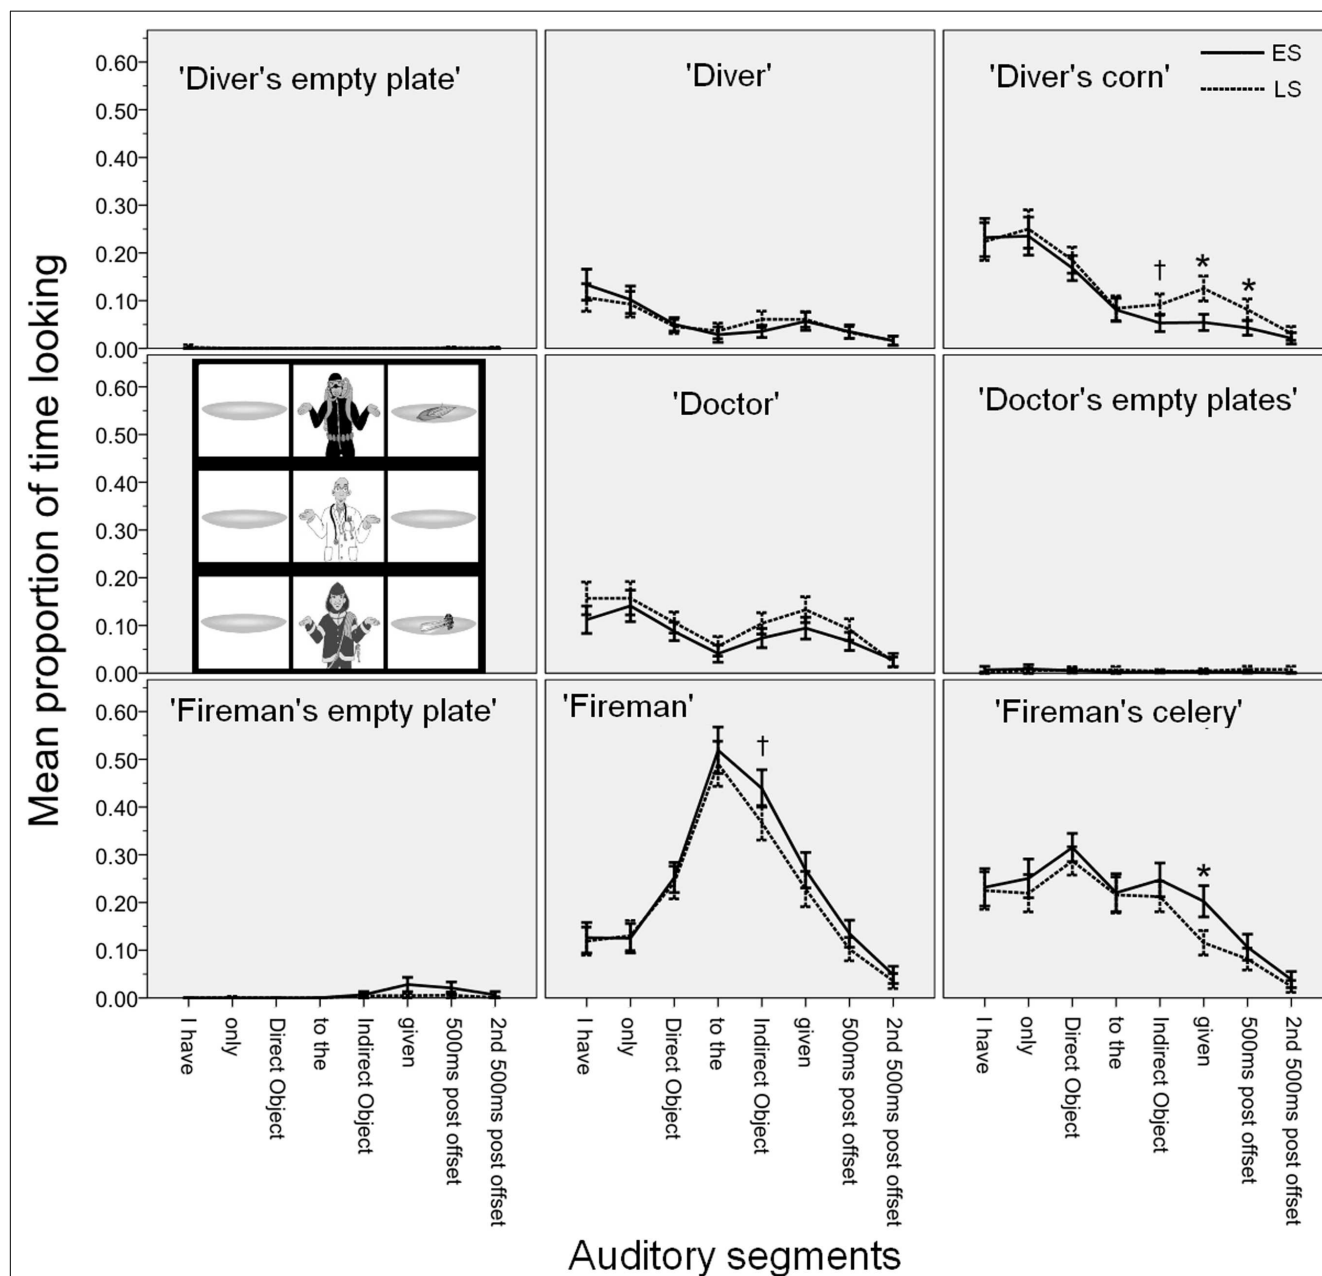 Mean proportion of time looking
0.60
0.50
0.40
0.30
0.20
0.10
0.00
'Diver's empty plate'
'Diver'
'Diver's corn'
ES
LS
†
*
*
0.60
0.50
0.40
0.30
0.20
0.10
0.00
'Doctor'
'Doctor's empty plates'
0.60
0.50
0.40
0.30
0.20
0.10
0.00
'Fireman's empty plate'
'Fireman'
†
'Fireman's celery'
*
I have
only
Direct Object
to the
Indirect Object
given
500ms post offset
2nd 500ms post offset
I have
only
Direct Object
to the
Indirect Object
given
500ms post offset
2nd 500ms post offset
I have
only
Direct Object
to the
Indirect Object
given
500ms post offset
2nd 500ms post offset
Auditory segments